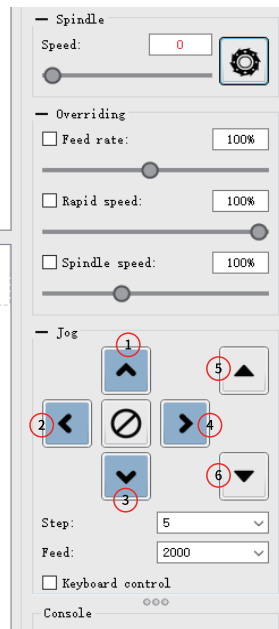 Spindle
Speed: 0
Overriding
Feed rate: 100%
Rapid speed: 100%
Spindle speed: 100%
Jog
1
5
2
4
3
6
Step: 5
Feed: 2000
Keyboard control
Console